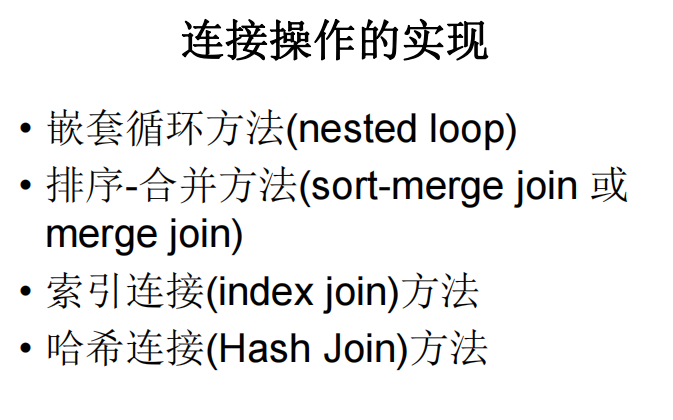 连接操作的实现
• 嵌套循环方法(nested loop)
• 排序-合并方法(sort-merge join 或
merge join)
• 索引连接(index join)方法
• 哈希连接(Hash Join)方法